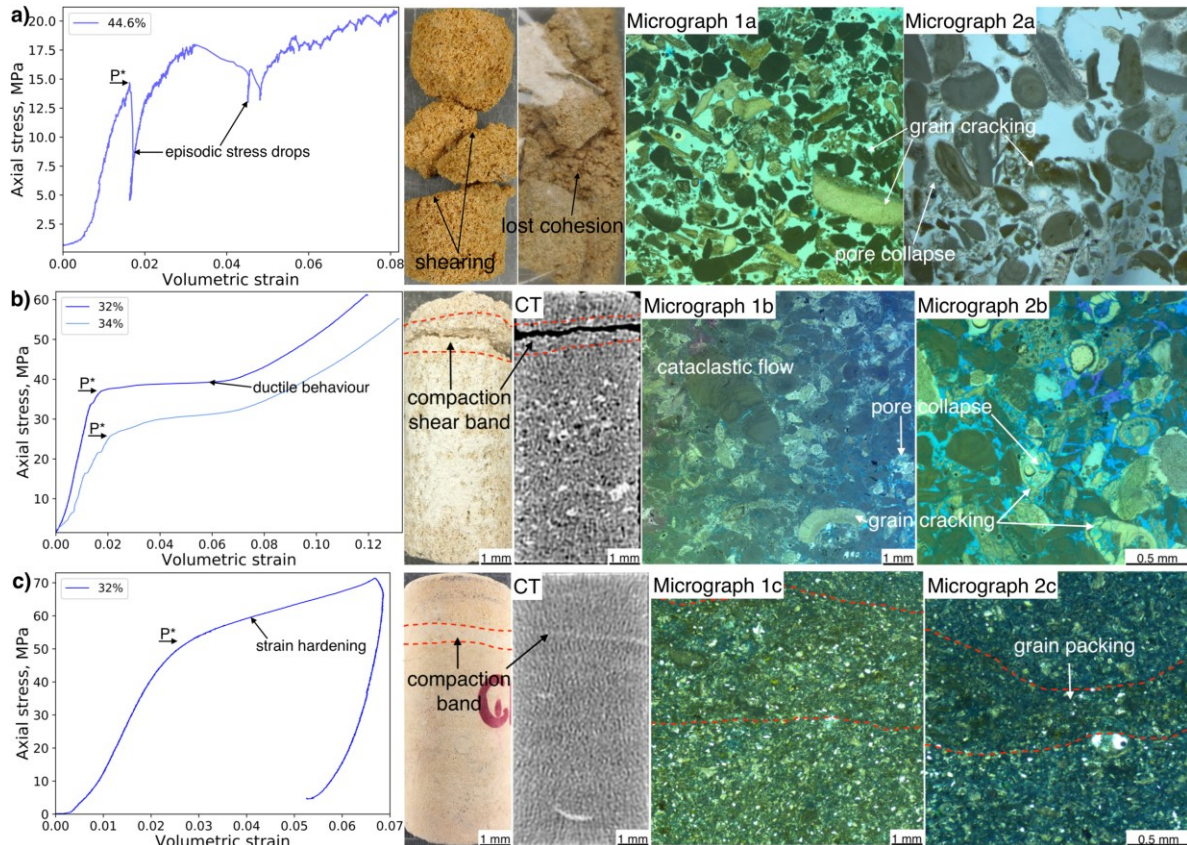 a)
44.6%
20.0
17.5
15.0
12.5
10.0
7.5
5.0
2.5
Axial stress, MPa
P*
episodic stress drops
0.00 0.02 0.04 0.06 0.08
Volumetric strain
shearing
lost cohesion
Micrograph 1a
grain cracking
pore collapse
Micrograph 2a
b)
32%
34%
60
50
40
30
20
10
Axial stress, MPa
P*
P*
ductile behaviour
0.00 0.02 0.04 0.06 0.08 0.10 0.12
Volumetric strain
compaction
shear band
1 mm
CT
1 mm
Micrograph 1b
cataclastic flow
pore collapse
grain cracking
1 mm
Micrograph 2b
0.5 mm
c)
32%
70
60
50
40
30
20
10
0
Axial stress, MPa
P*
strain hardening
0.00 0.01 0.02 0.03 0.04 0.05 0.06 0.07
Volumetric strain
compaction
band
1 mm
CT
1 mm
Micrograph 1c
1 mm
Micrograph 2c
grain packing
0.5 mm